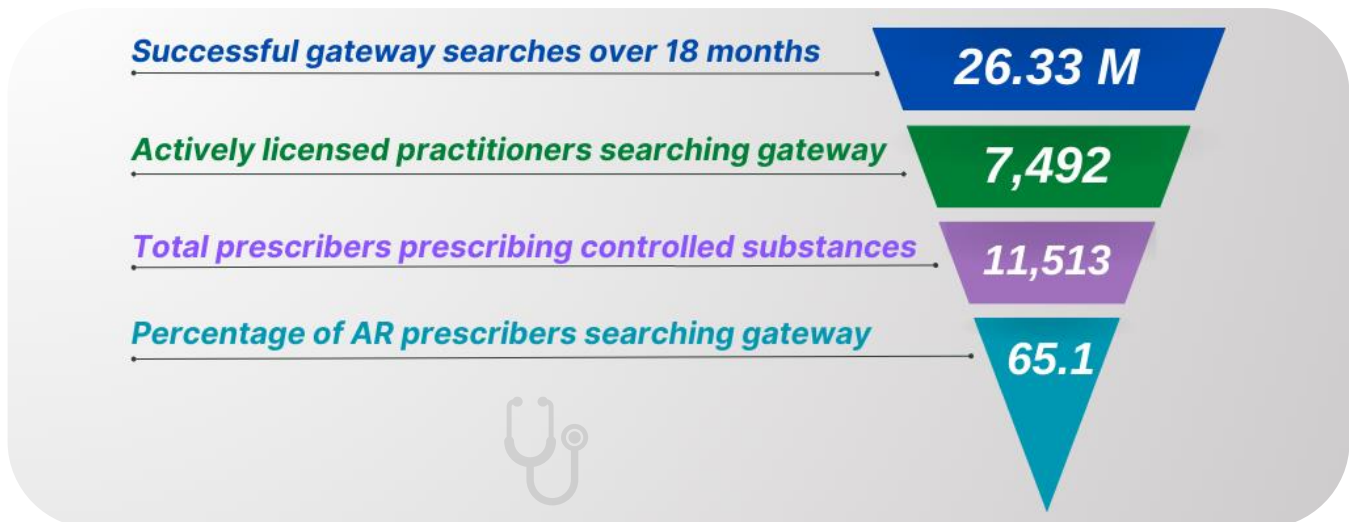 Successful gateway searches over 18 months
26.33 M
Actively licensed practitioners searching gateway
7,492
Total prescribers prescribing controlled substances
11,513
Percentage of AR prescribers searching gateway
65.1